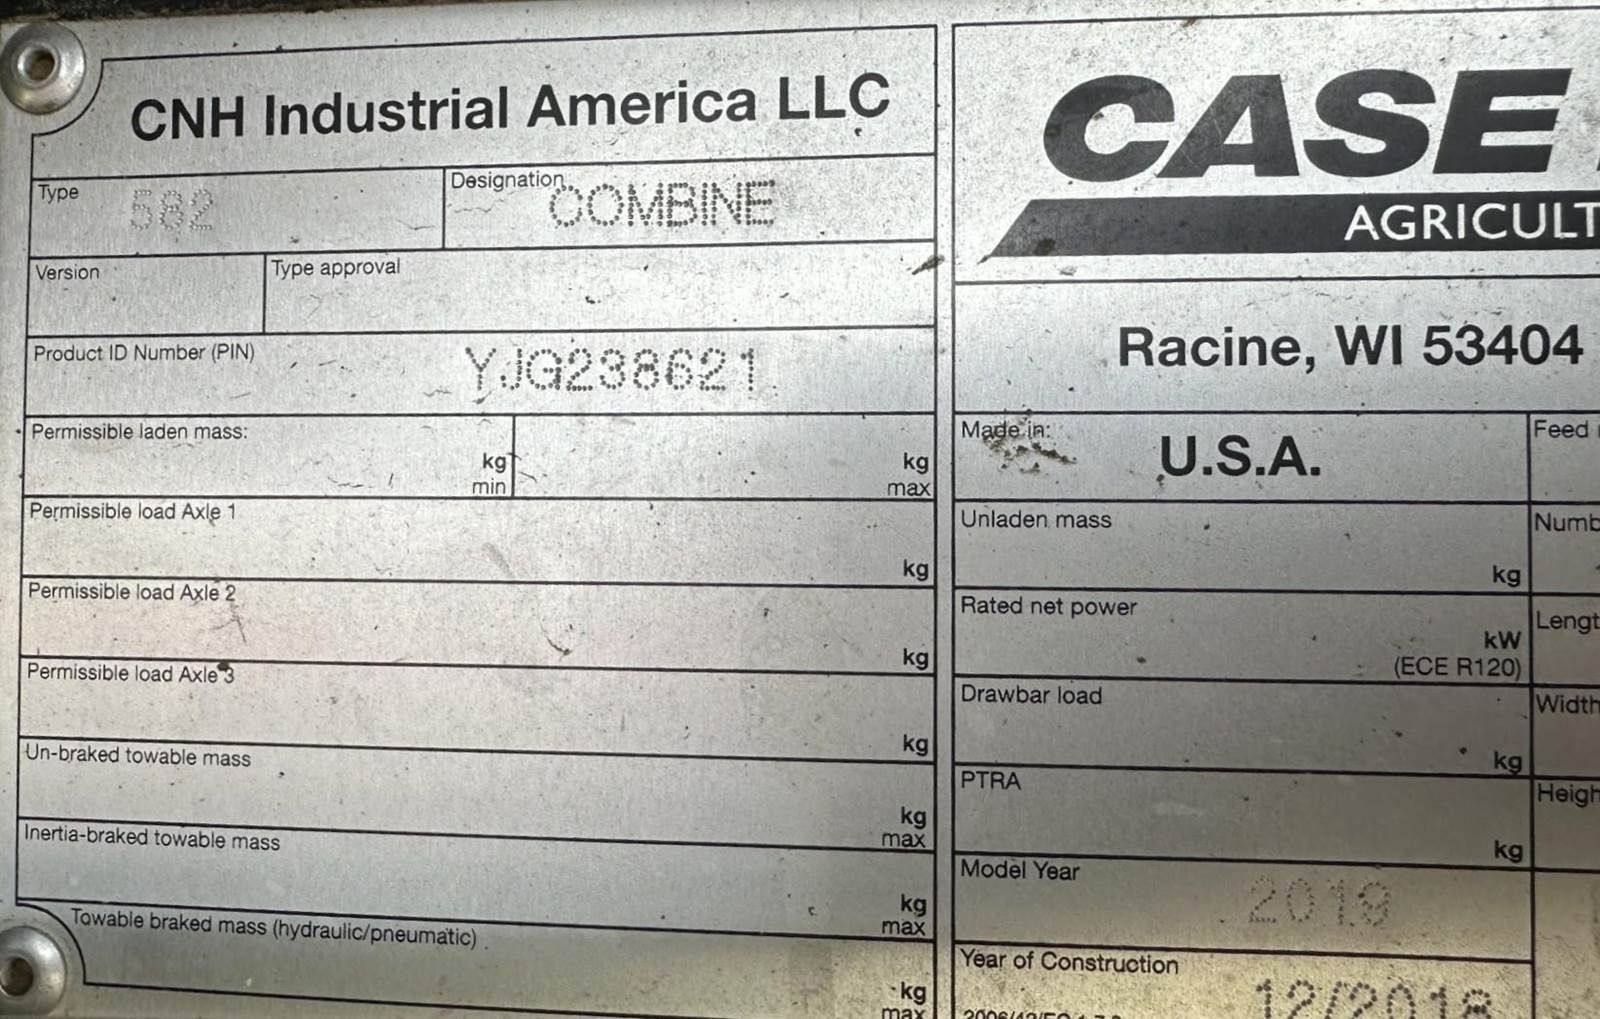 CNH Industrial America LLC
Type 582
Designation COMBINE
Version
Type approval
Product ID Number (PIN) YJG238621
Permissible laden mass:
kg
min
kg
max
Permissible load Axle 1
kg
Permissible load Axle 2
kg
Permissible load Axle 3
kg
Un-braked towable mass
kg
max
Inertia-braked towable mass
kg
max
Towable braked mass (hydraulic/pneumatic)
kg
max
CASE
AGRICULT
Racine, WI 53404
Made in: U.S.A.
Feed
Unladen mass
kg
Numb
Rated net power
kW
(ECE R120)
Lengt
Drawbar load
kg
Width
PTRA
kg
Heigh
Model Year
Year of Construction 12/2018